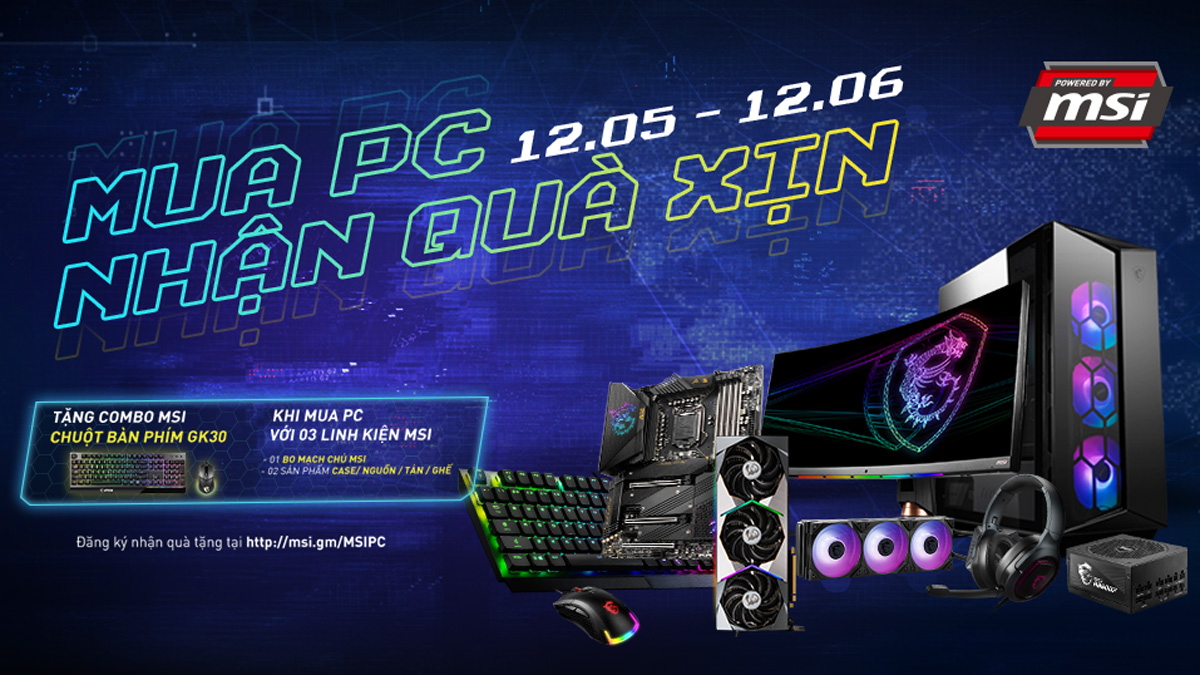 MUA PC
12.05 - 12.06
NHẬN QUÀ XỊN
POWERED BY
msi
TẶNG COMBO MSI
CHUỘT BÀN PHÍM GK30
KHI MUA PC
VỚI 03 LINH KIỆN MSI
- 01 BO MẠCH CHỦ MSI
- 02 SẢN PHẨM CASE/ NGUỒN / TẢN / GHẾ
Đăng ký nhận quà tặng tại http://msi.gm/MSIPC